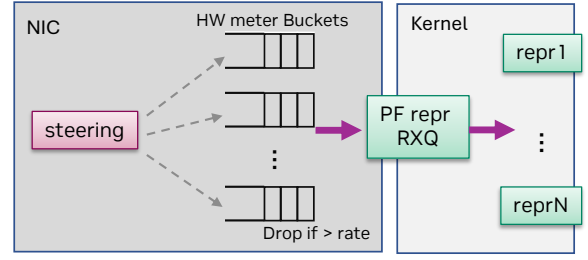 NIC
HW meter Buckets
Kernel
repr1
steering
PF repr
RXQ
⋮
⋮
reprN
Drop if > rate